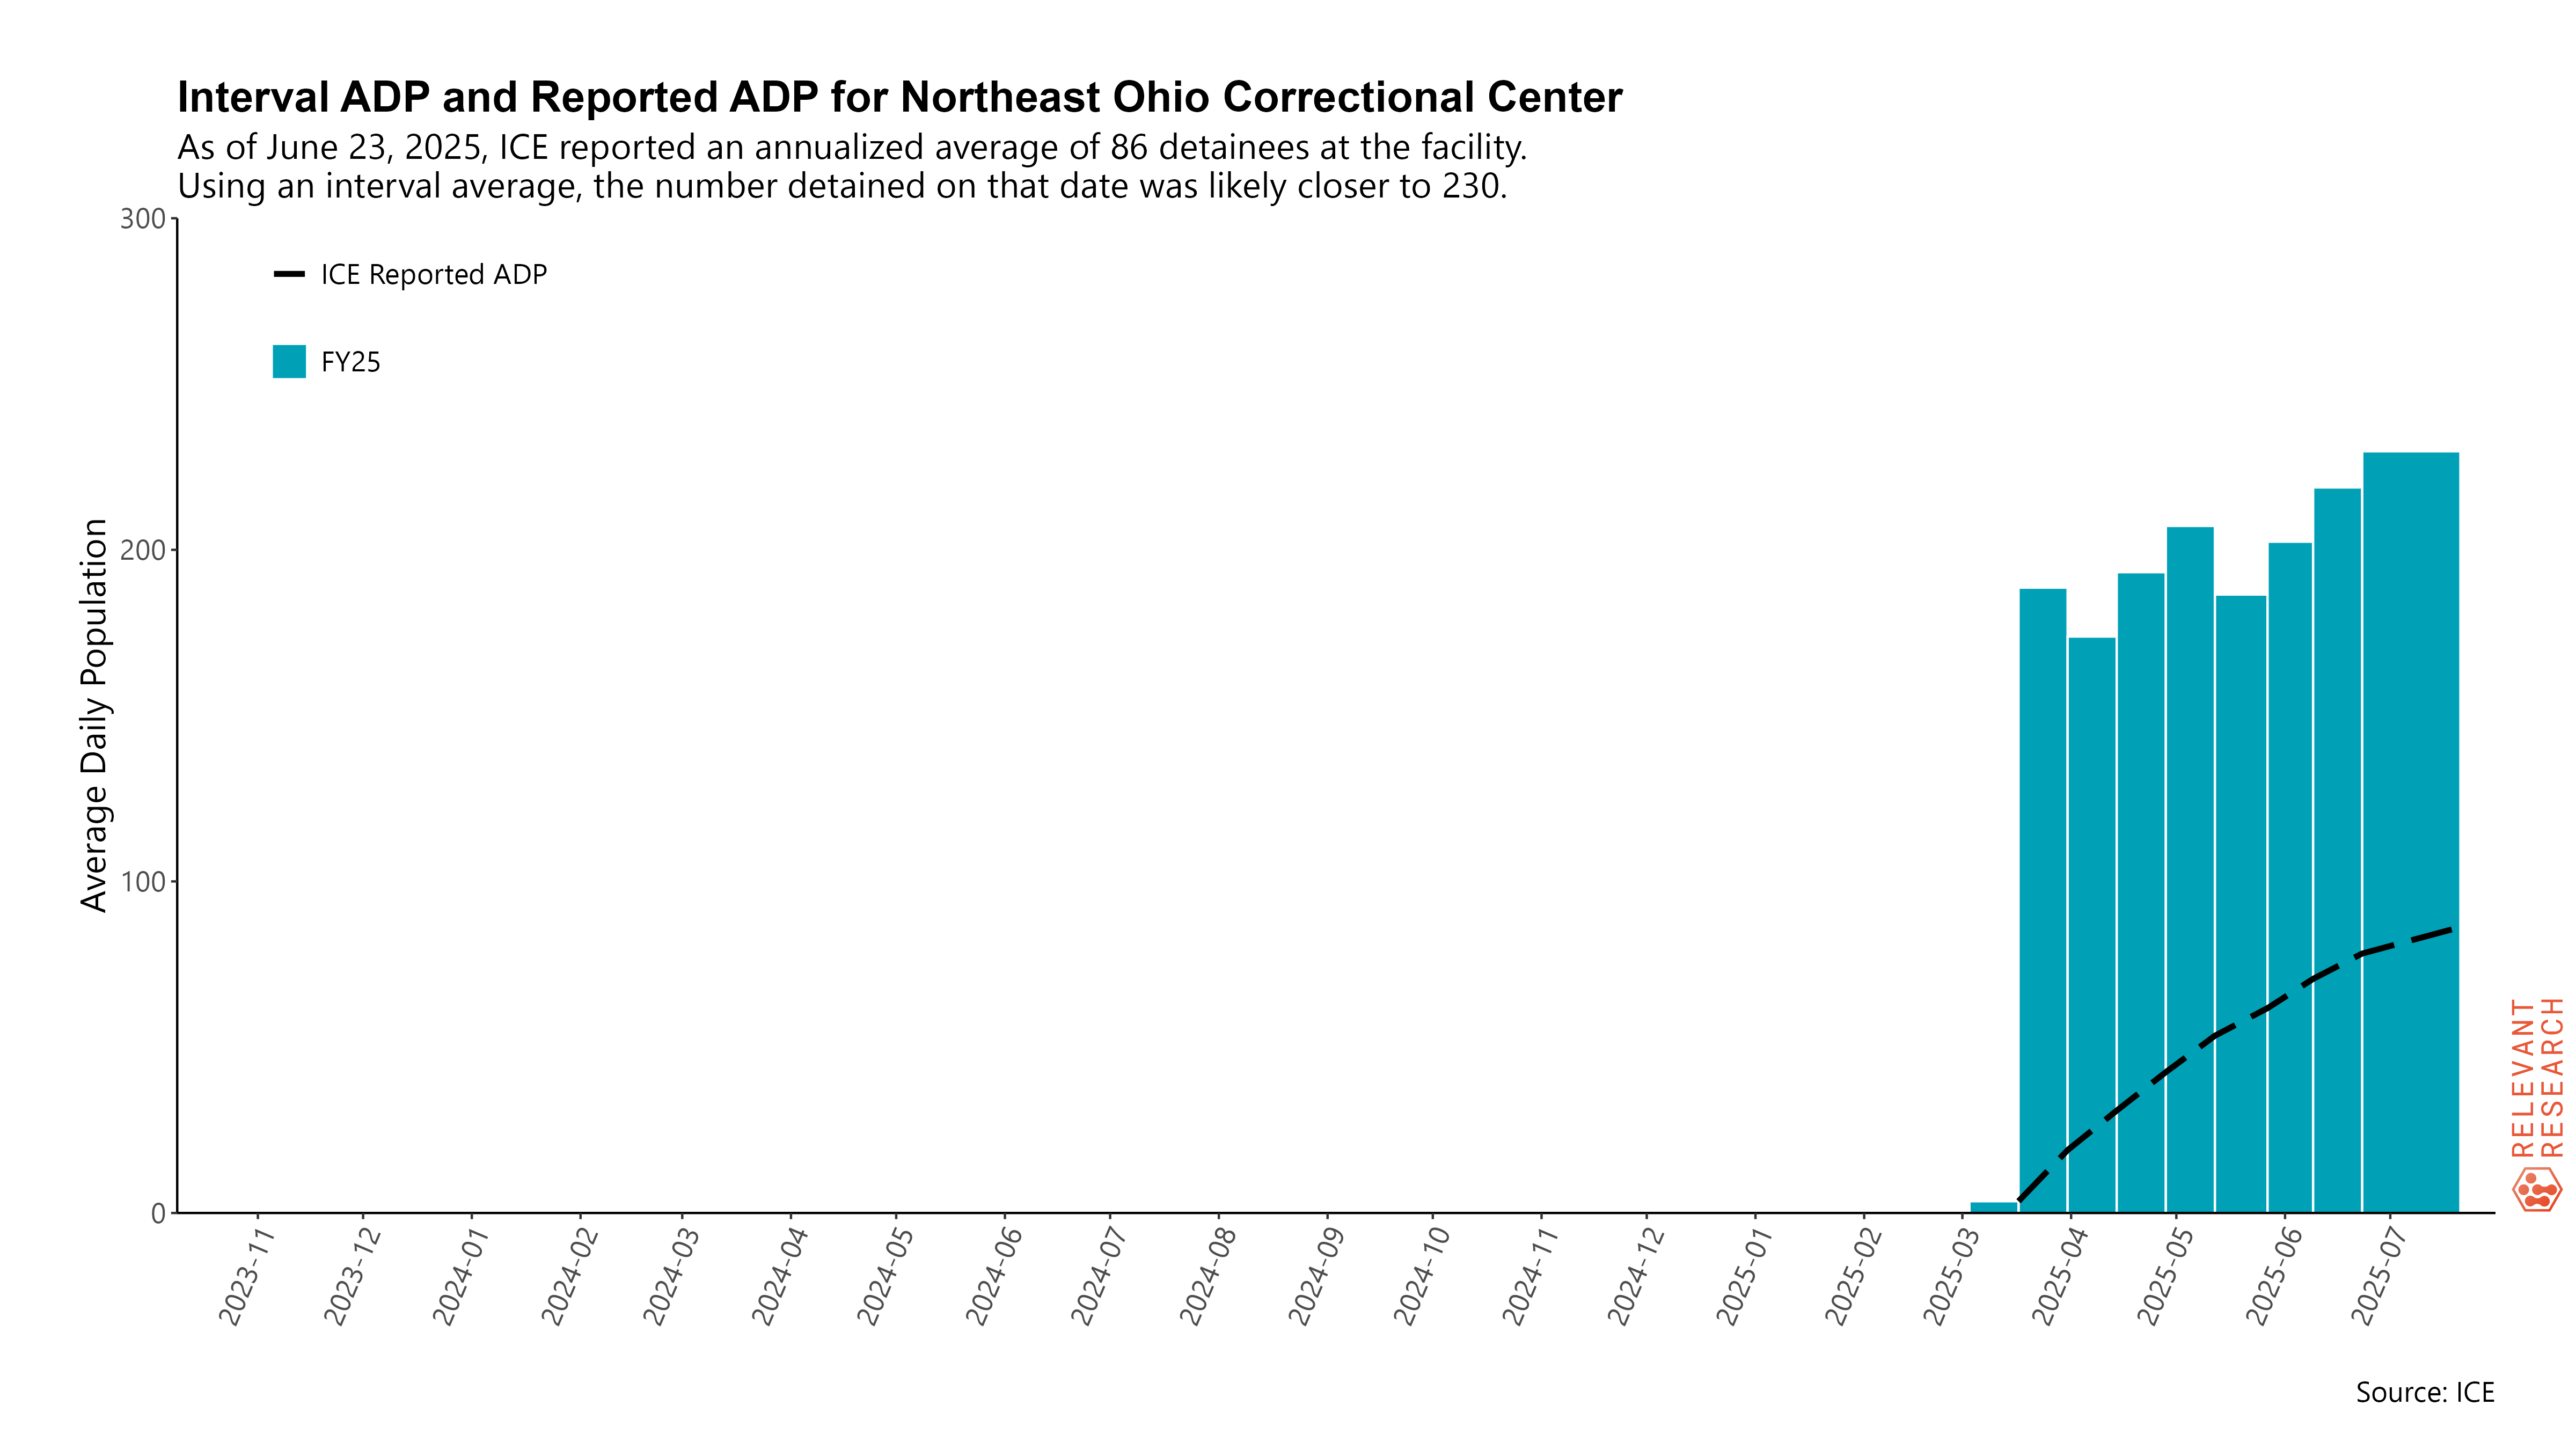 Interval ADP and Reported ADP for Northeast Ohio Correctional Center
As of June 23, 2025, ICE reported an annualized average of 86 detainees at the facility.
Using an interval average, the number detained on that date was likely closer to 230.
300
200
100
0
Average Daily Population
ICE Reported ADP
FY25
2023-11
2023-12
2024-01
2024-02
2024-03
2024-04
2024-05
2024-06
2024-07
2024-08
2024-09
2024-10
2024-11
2024-12
2025-01
2025-02
2025-03
2025-04
2025-05
2025-06
2025-07
RELEVANT
RESEARCH
Source: ICE